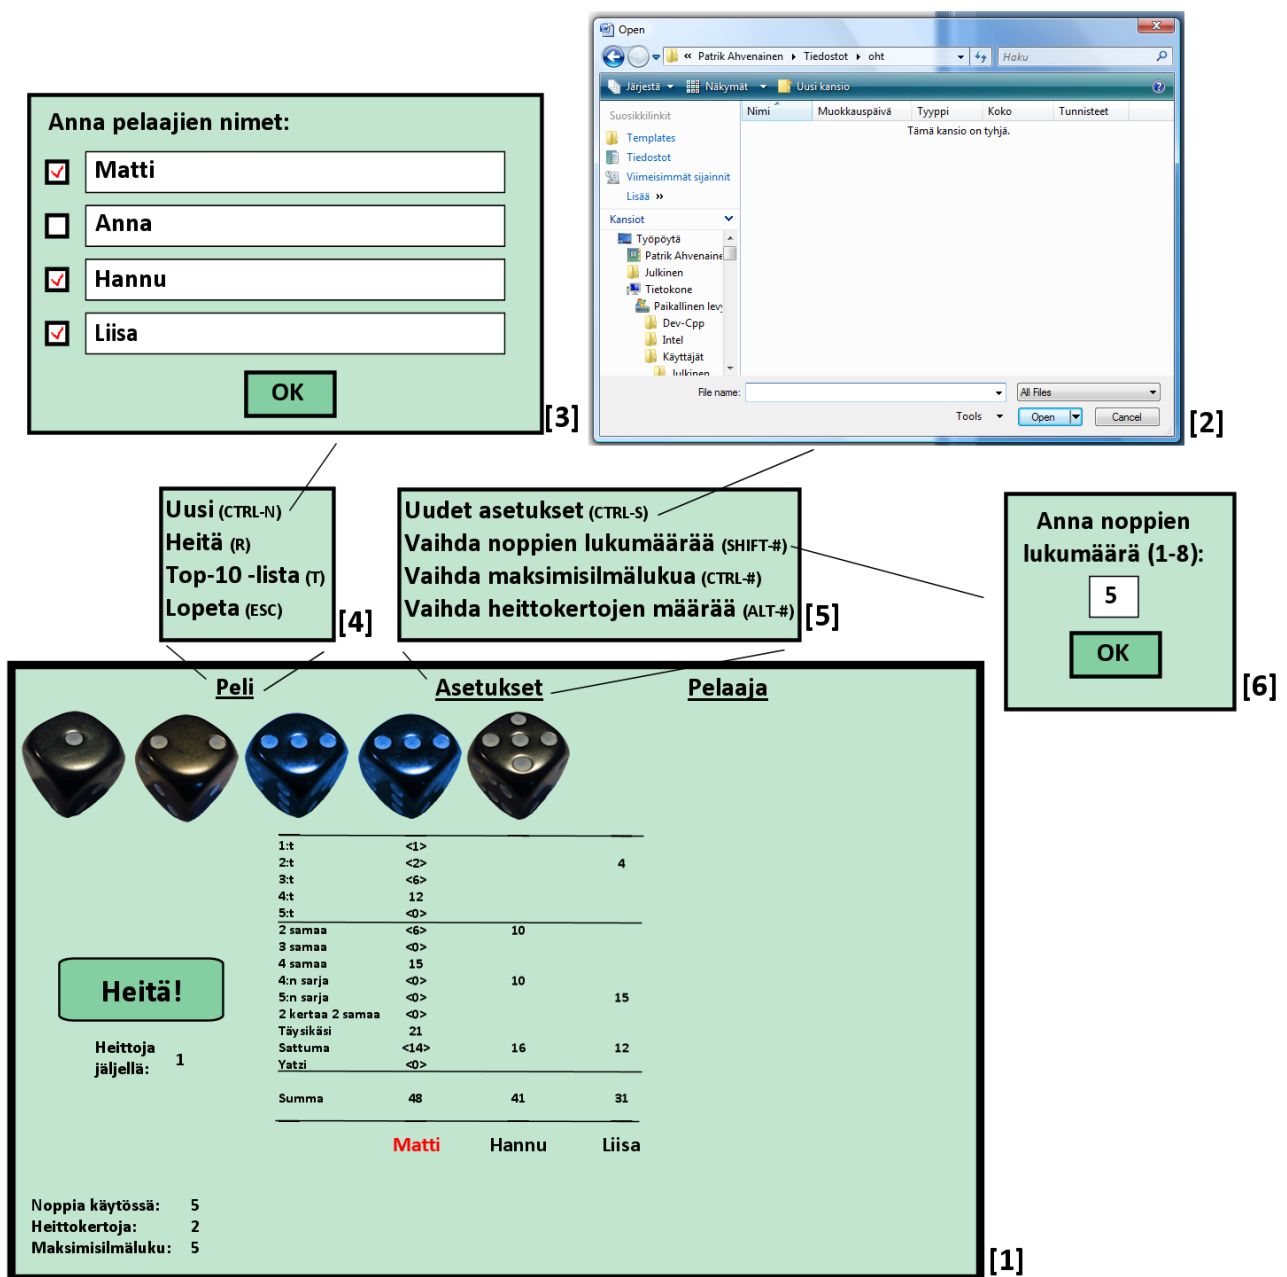 Anna pelaajien nimet:
Matti
Anna
Hannu
Liisa
OK
[3]
Open
« Patrik Ahvenainen Tiedostot oht
Haku
Järjestä Näkymät Uusi kansio
Suosikkilinkit
Templates
Tiedostot
Viimeisimmät sijainnit
Lisää »
Nimi Muokkauspäivä Tyyppi Koko Tunnisteet
Tämä kansio on tyhjä.
Kansiot
Työpöytä
Patrik Ahvenaine
Julkinen
Tietokone
Paikallinen lev
Dev-Cpp
Intel
Käyttäjät
Julkinen
File name:
All Files
Tools Open Cancel
[2]
Uusi (CTRL-N)
Heitä (R)
Top-10 -lista (T)
Lopeta (ESC)
[4]
Uudet asetukset (CTRL-S)
Vaihda noppien lukumäärää (SHIFT-#)
Vaihda maksimisilmälukua (CTRL-#)
Vaihda heittokertojen määrää (ALT-#)
[5]
Anna noppien
lukumäärä (1-8):
5
OK
[6]
Peli Asetukset Pelaaja
1:t <1>
2:t <2> 4
3:t <6>
4:t 12
5:t <0>
2 samaa <6> 10
3 samaa <0>
4 samaa 15
4:n sarja <0> 10
5:n sarja <0> 15
2 kertaa 2 samaa <0>
Täysikäsi 21
Sattuma <14> 16 12
Yatzi <0>
Summa 48 41 31
Matti Hannu Liisa
Heitä!
Heittoja
jäljellä: 1
Noppia käytössä: 5
Heittokertoja: 2
Maksimisilmäluku: 5
[1]